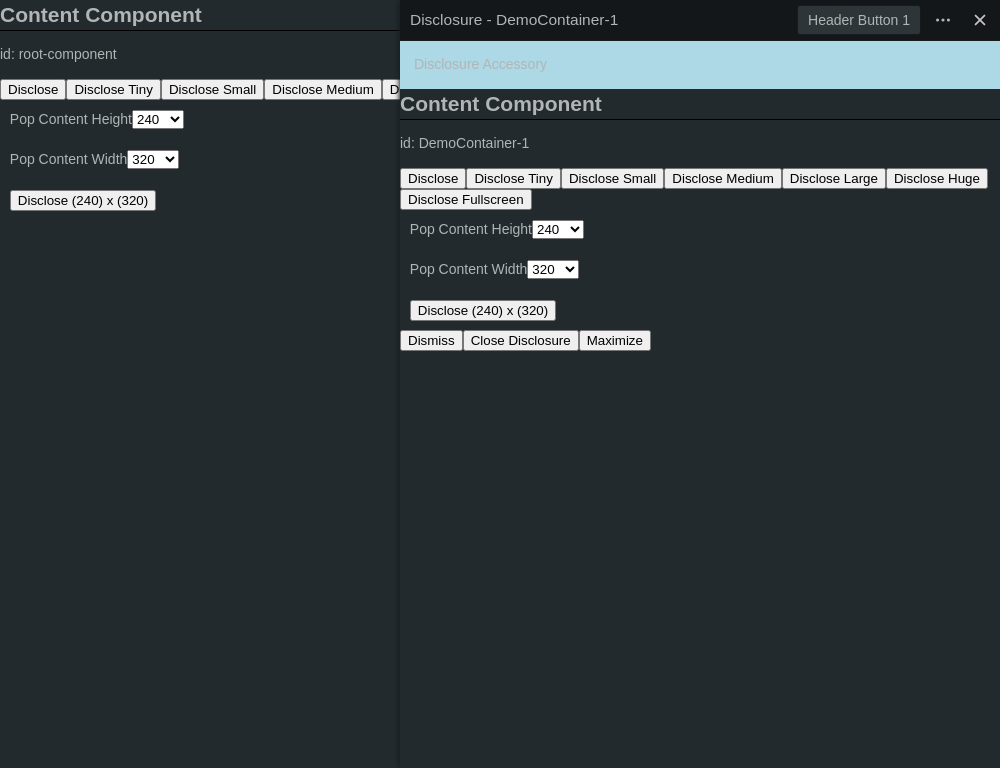 Content Component
id: root-component
Disclose Disclose Tiny Disclose Small Disclose Medium D
Pop Content Height 240
Pop Content Width 320
Disclose (240) x (320)
Disclosure - DemoContainer-1 Header Button 1
Disclosure Accessory
Content Component
id: DemoContainer-1
Disclose Disclose Tiny Disclose Small Disclose Medium Disclose Large Disclose Huge
Disclose Fullscreen
Pop Content Height 240
Pop Content Width 320
Disclose (240) x (320)
Dismiss Close Disclosure Maximize